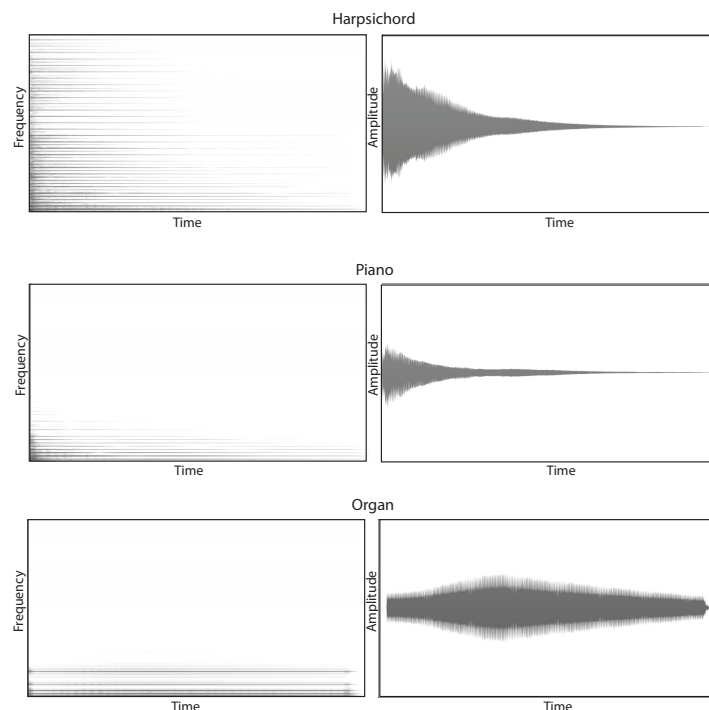 Harpsichord
Frequency
Time
Amplitude
Time
Piano
Frequency
Time
Amplitude
Time
Organ
Frequency
Time
Amplitude
Time